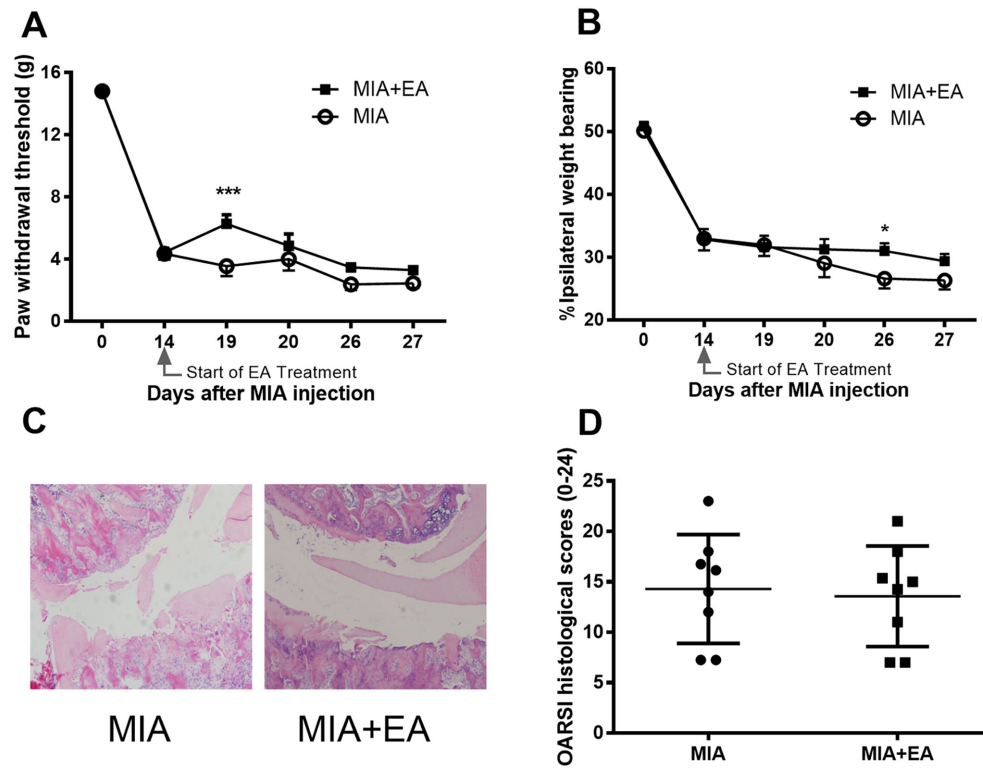 A
Paw withdrawal threshold (g)
16
12
8
4
0
MIA+EA
MIA
***
0 14 19 20 26 27
Start of EA Treatment
Days after MIA injection
B
% Ipsilateral weight bearing
60
50
40
30
20
MIA+EA
MIA
*
0 14 19 20 26 27
Start of EA Treatment
Days after MIA injection
C
MIA
MIA+EA
D
OARSI histological scores (0-24)
25
20
15
10
5
0
MIA
MIA+EA